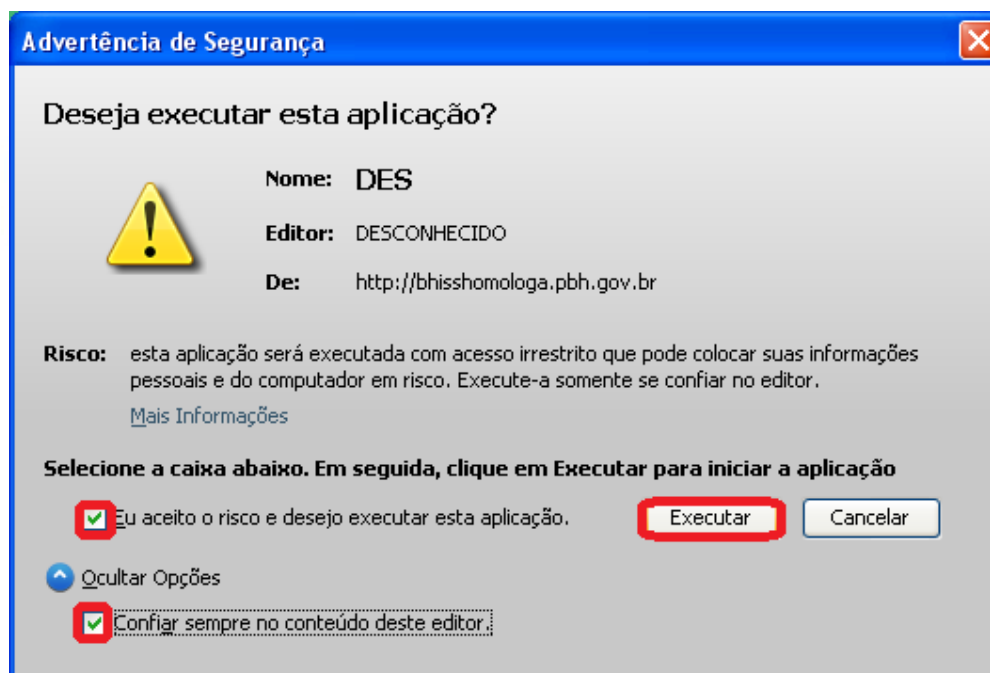 Advertência de Segurança
Deseja executar esta aplicação?
Nome: DES
Editor: DESCONHECIDO
De: http://bhisshomologa.pbh.gov.br
Risco: esta aplicação será executada com acesso irrestrito que pode colocar suas informações
pessoais e do computador em risco. Execute-a somente se confiar no editor.
Mais Informações
Selecione a caixa abaixo. Em seguida, clique em Executar para iniciar a aplicação
Eu aceito o risco e desejo executar esta aplicação. Executar Cancelar
Ocultar Opções
Confiar sempre no conteúdo deste editor.